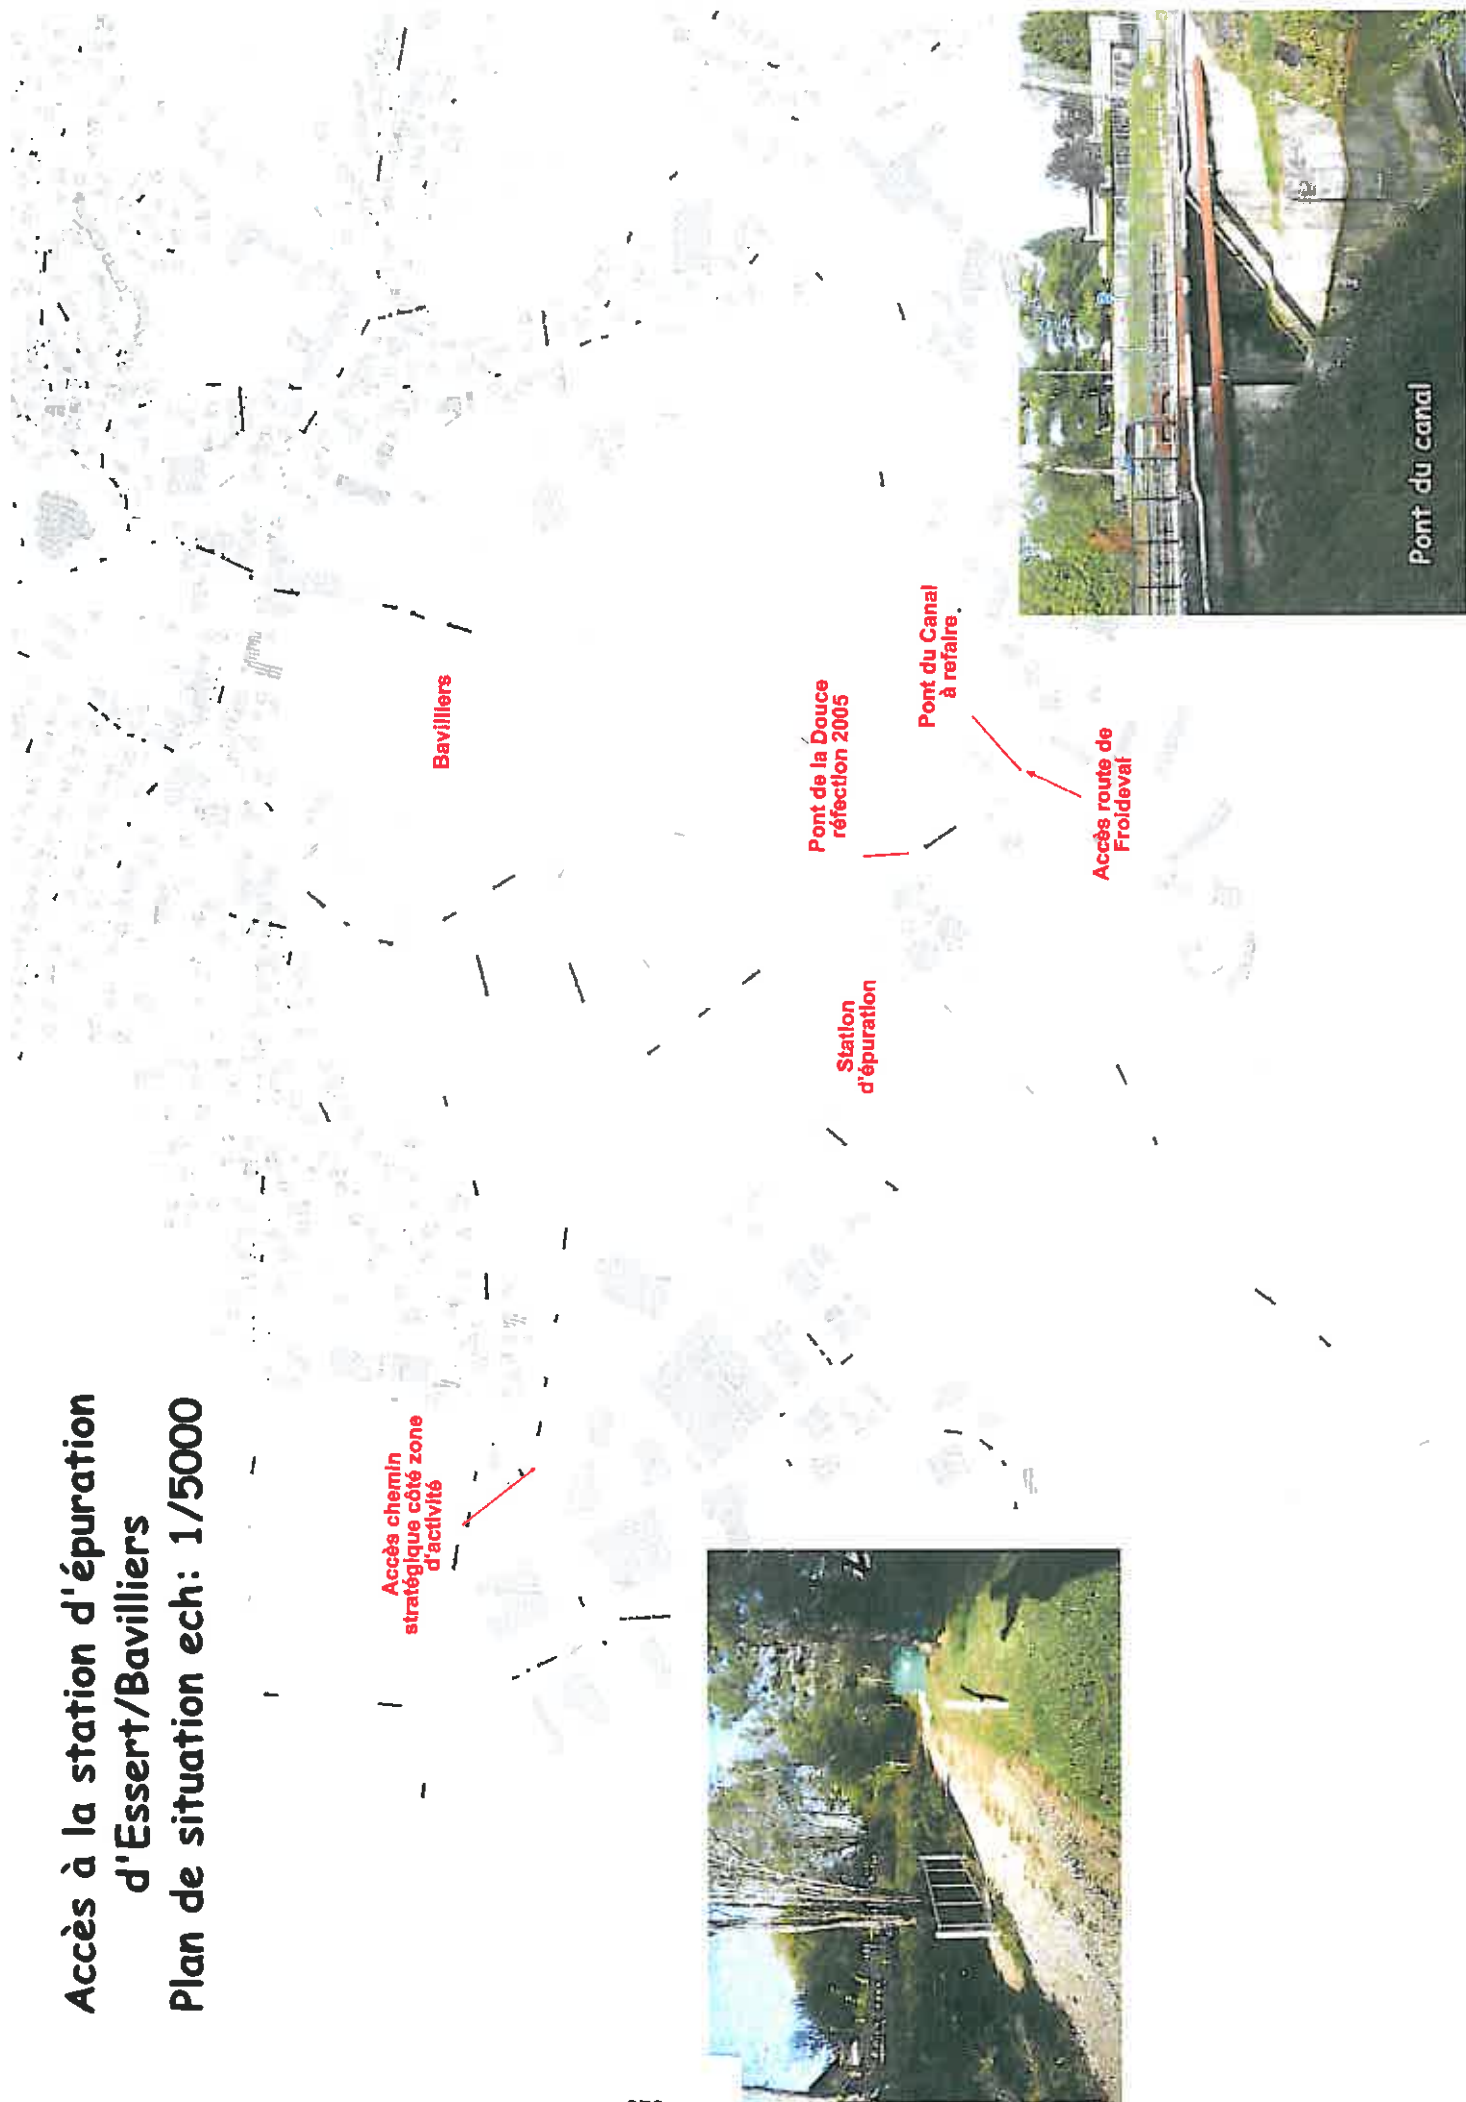 Accès à la station d'épuration
d'Essert/Bavilliers
Plan de situation ech: 1/5000
Accès chemin
stratégique côté zone
d'activité
Bavilliers
Station
d'épuration
Pont de la Douce
réfection 2005
Pont du Canal
à refaire.
Accès route de
Froideval
Pont du canal